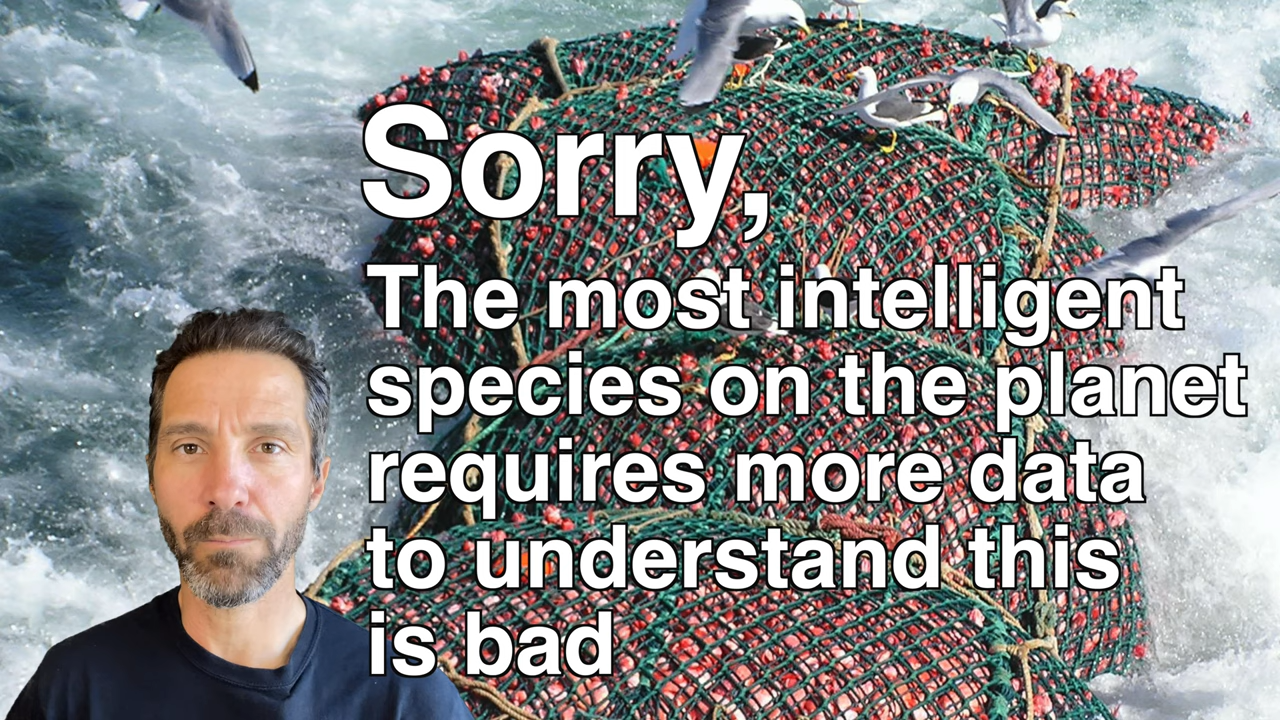 Sorry,
The most intelligent
species on the planet
requires more data
to understand this
is bad